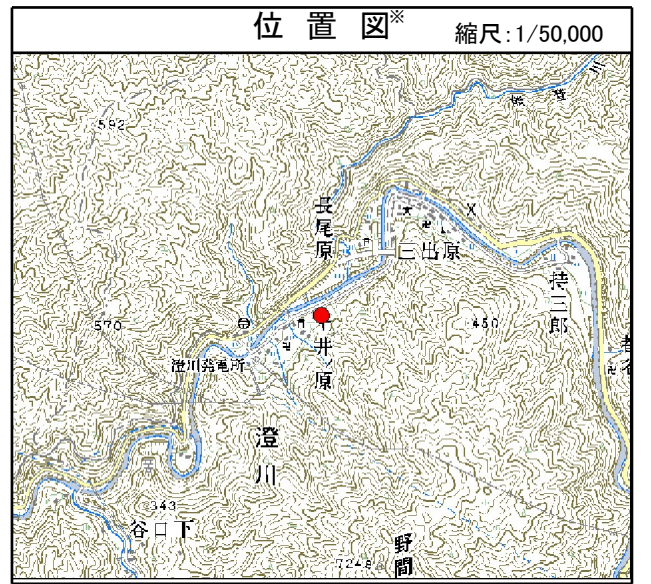 位置図※
縮尺:1/50,000
592
長尾原
三出原
持三郎
570
450
井ノ原
澄川発電所
澄川
343
谷口下
野間